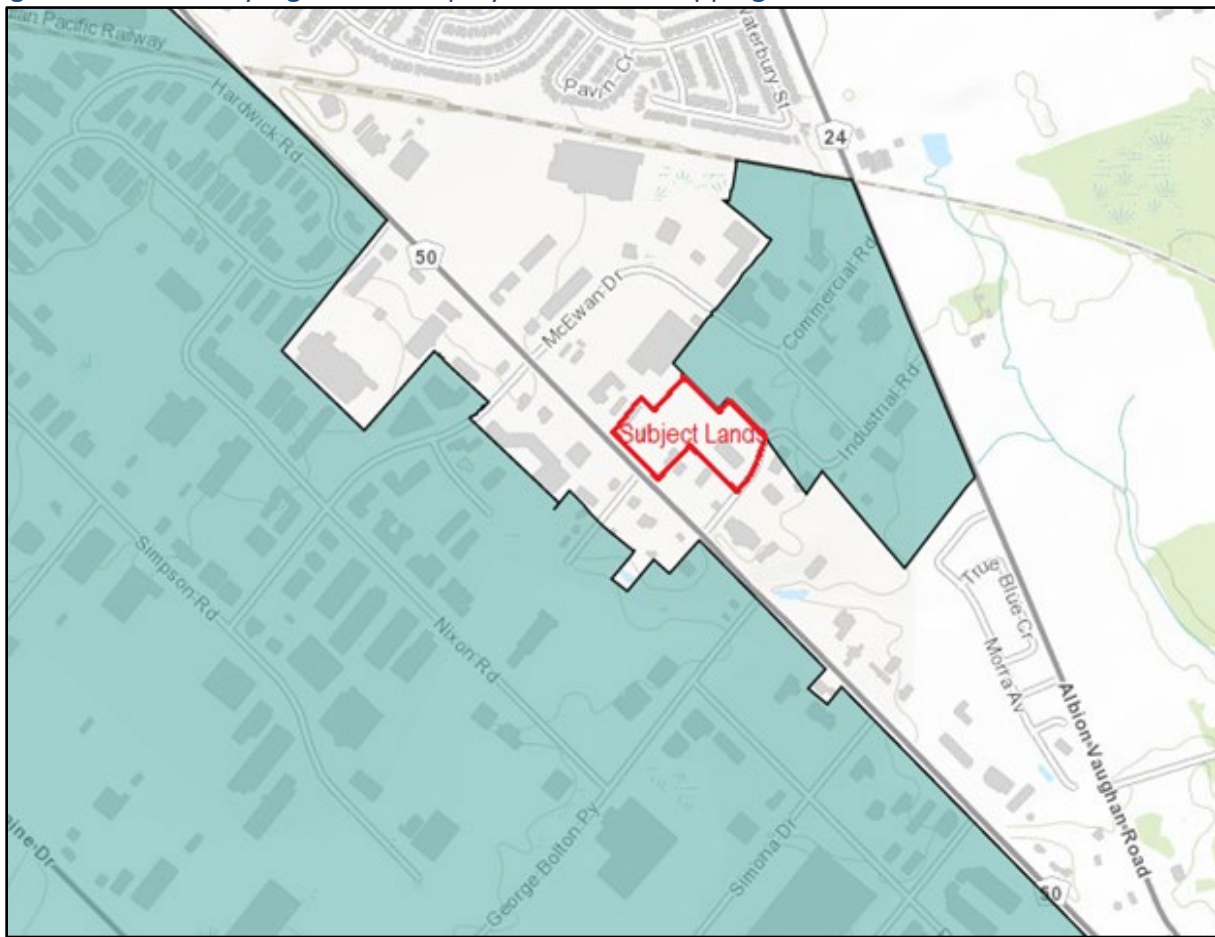 Pacific Railway
Hardwick Rd
Pavin Cr
Waterbury St
24
50
McEwan Dr
Commercial Rd
Industrial Rd
Subject Lands
Simpson Rd
Nixon Rd
True Blue Cr
Morra Av
Albion-Vaughan Road
George Bolton Py
Simona Dr
50